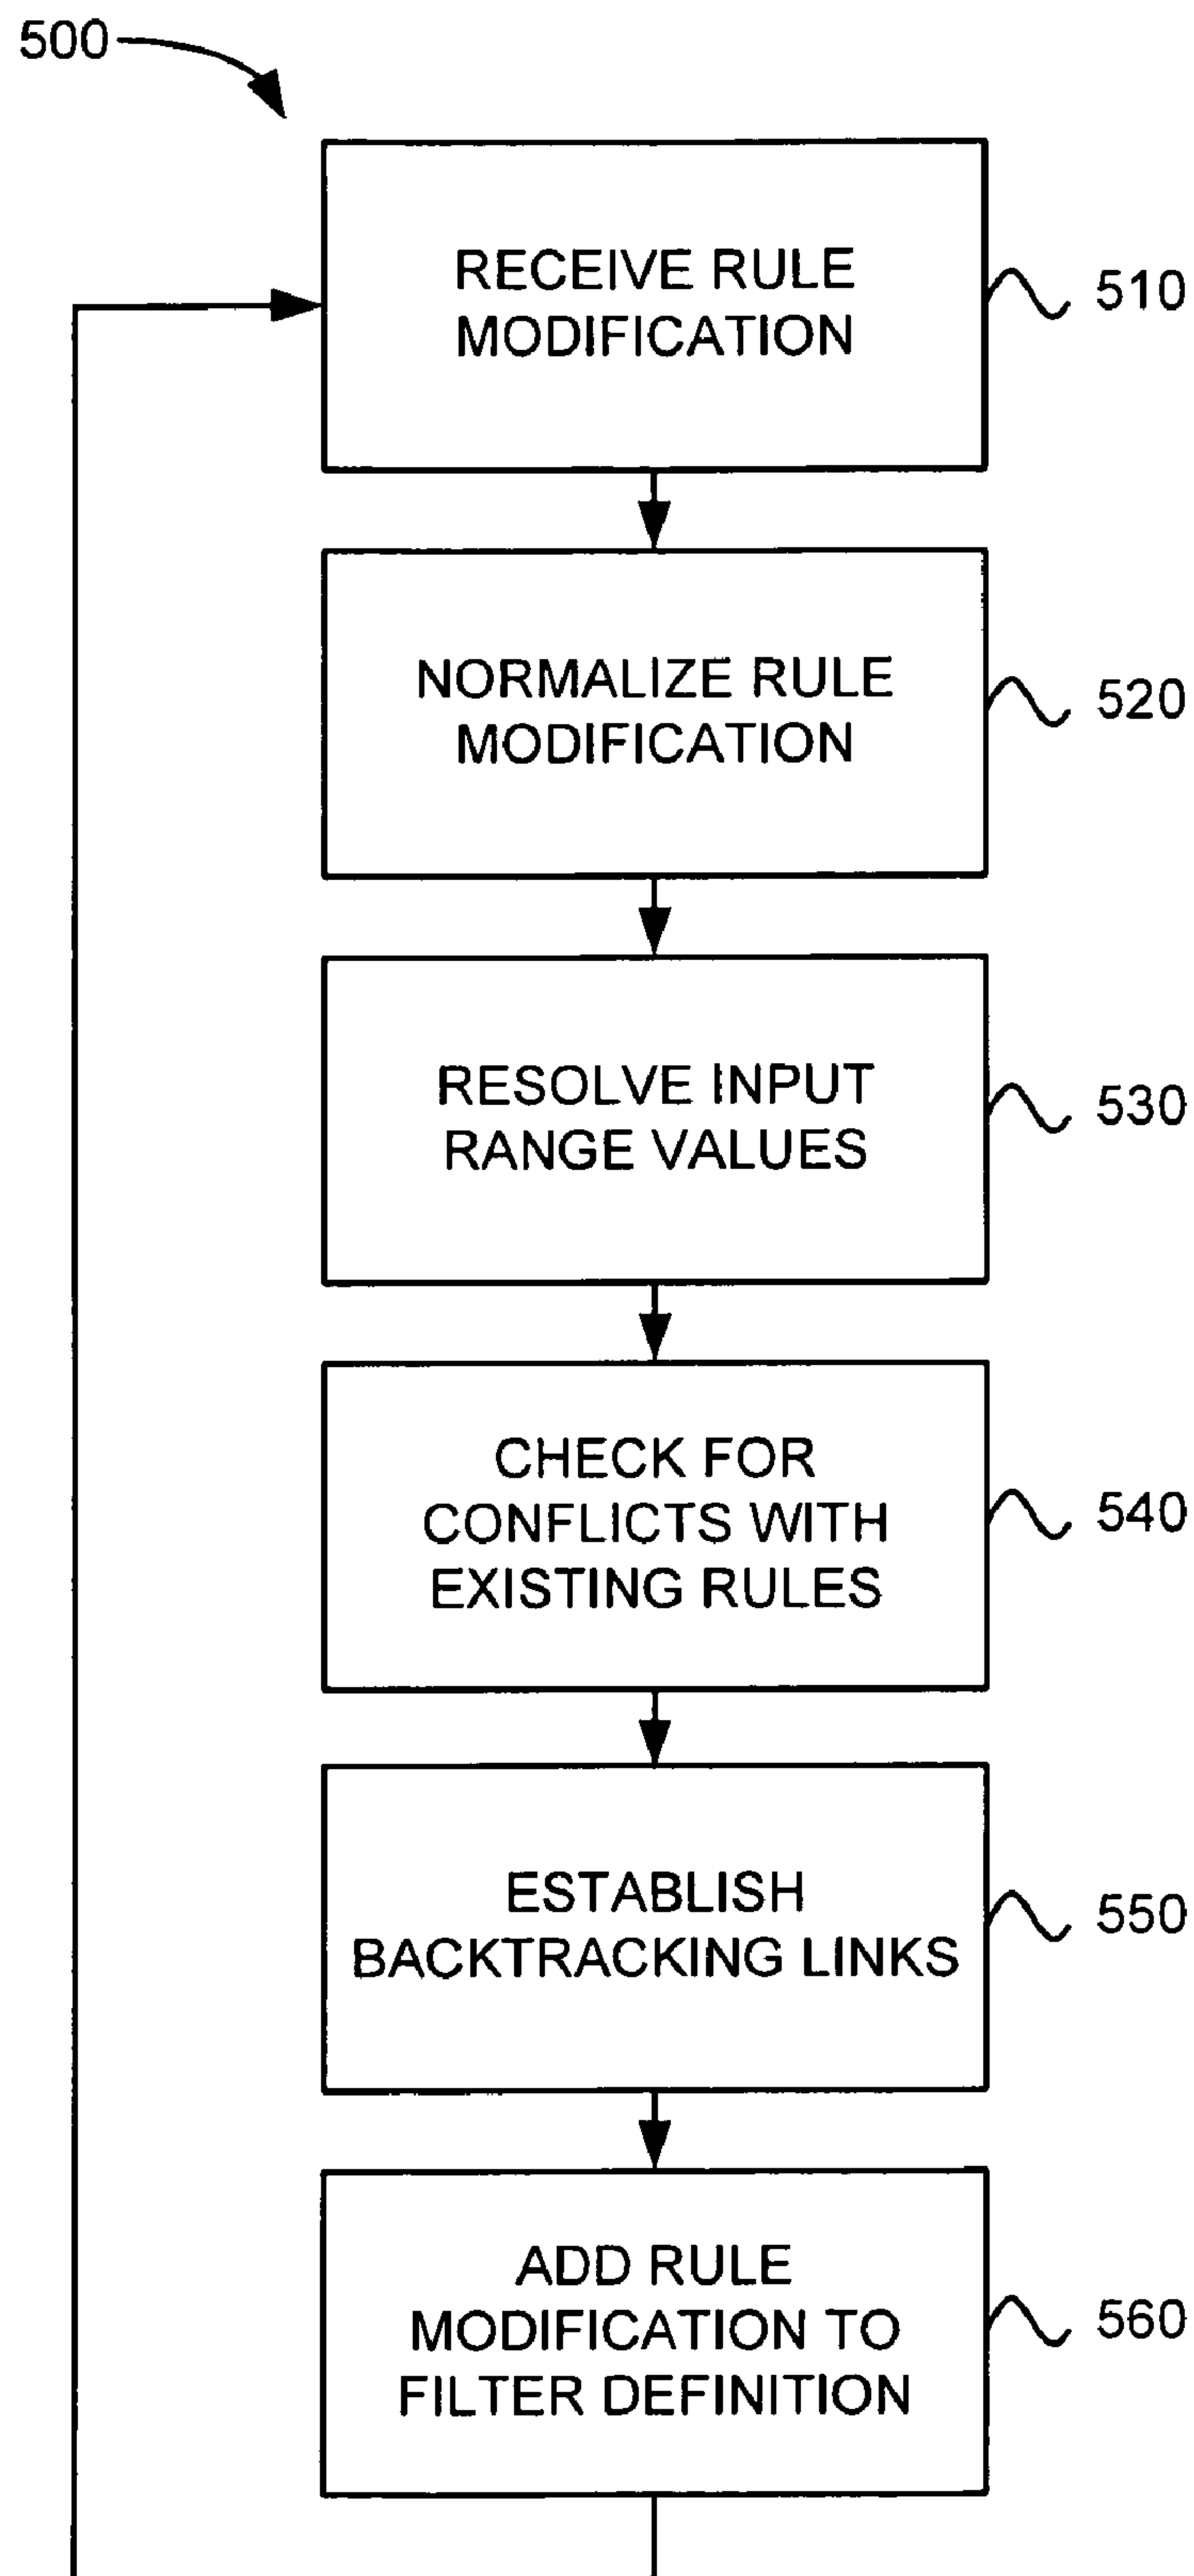 500
RECEIVE RULE
MODIFICATION
510
NORMALIZE RULE
MODIFICATION
520
RESOLVE INPUT
RANGE VALUES
530
CHECK FOR
CONFLICTS WITH
EXISTING RULES
540
ESTABLISH
BACKTRACKING LINKS
550
ADD RULE
MODIFICATION TO
FILTER DEFINITION
560